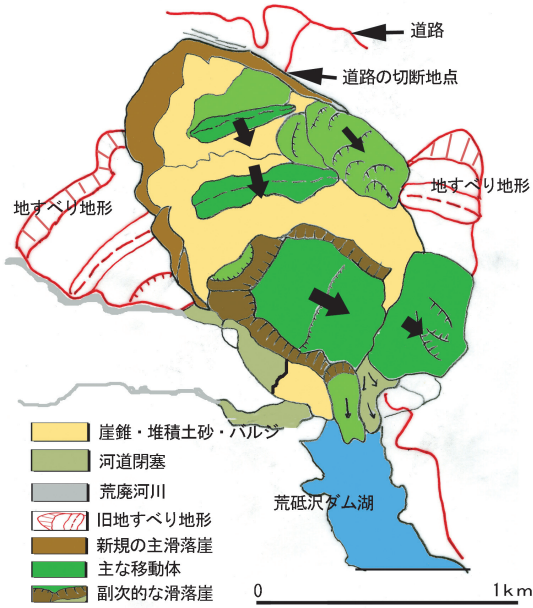 道路
道路の切断地点
地すべり地形
地すべり地形
崖錐・堆積土砂・バルジ
河道閉塞
荒廃河川
旧地すべり地形
新規の主滑落崖
主な移動体
副次的な滑落崖
荒砥沢ダム湖
0 1km